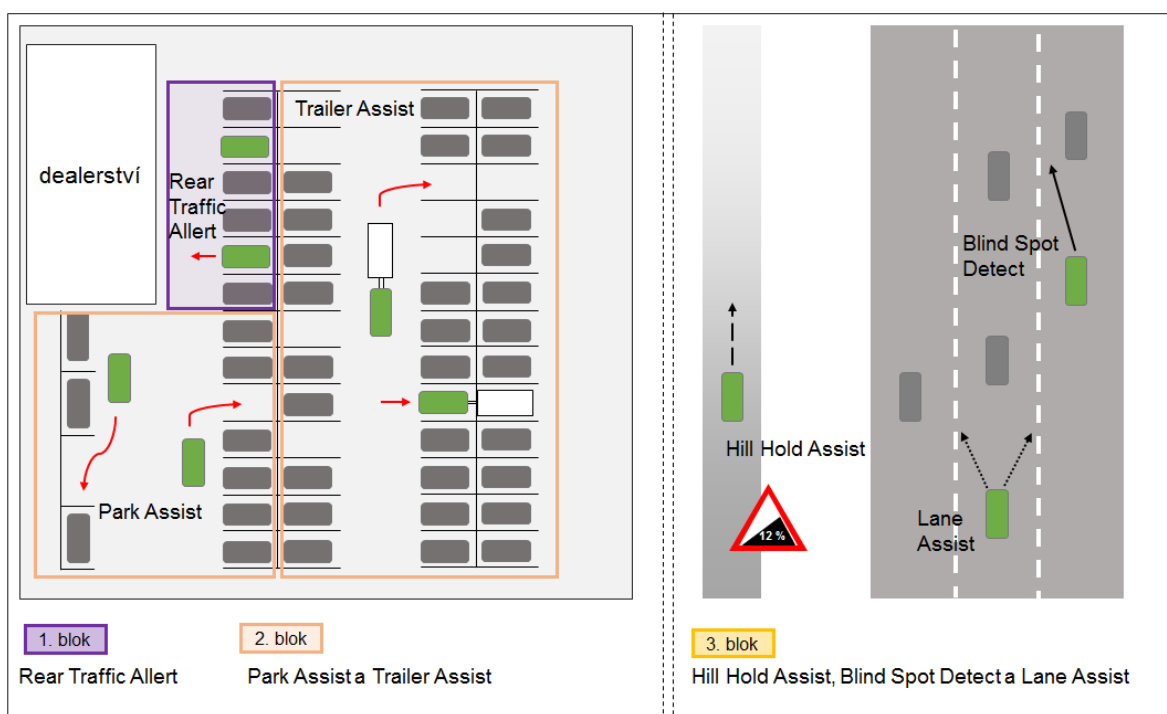 Trailer Assist
dealerství
Rear
Traffic
Allert
Park Assist
Blind Spot
Detect
Hill Hold Assist
12 %
Lane
Assist
1. blok
2. blok
3. blok
Rear Traffic Allert
Park Assist a Trailer Assist
Hill Hold Assist, Blind Spot Detect a Lane Assist